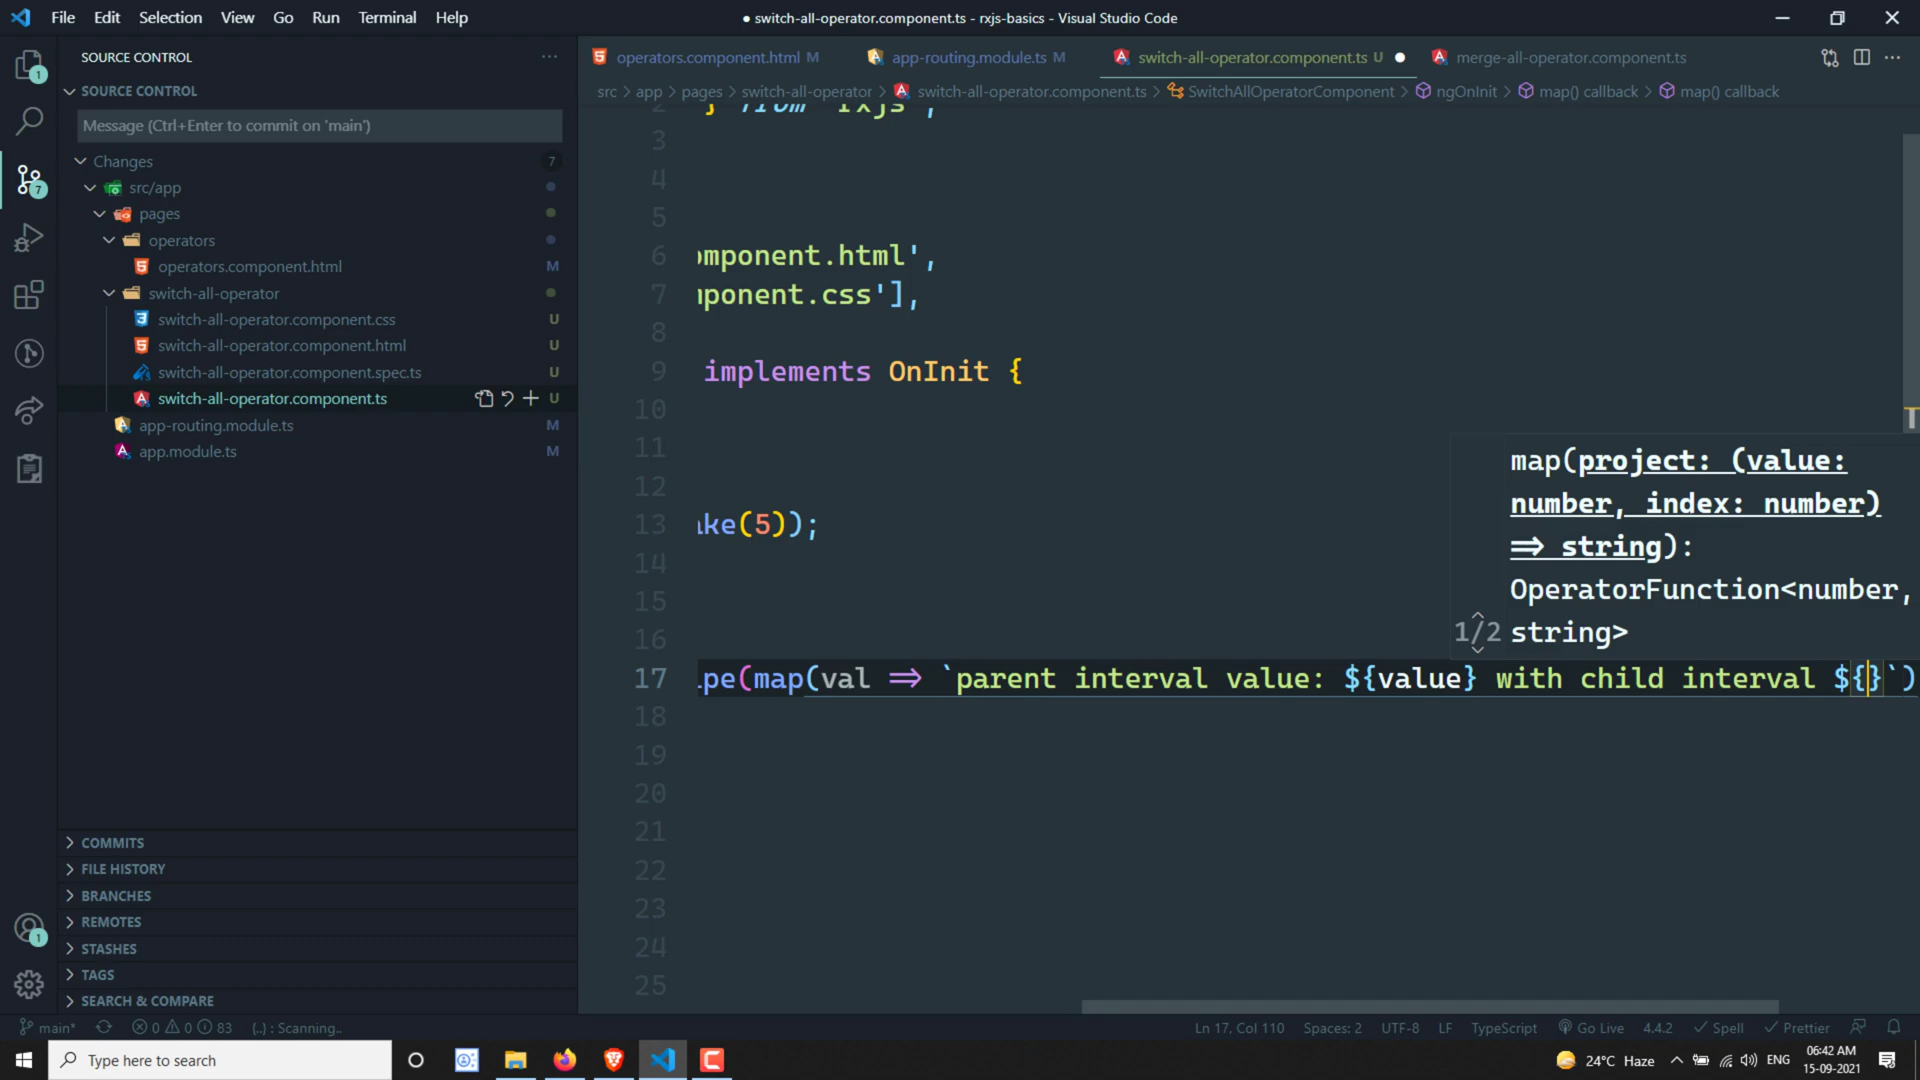 File Edit Selection View Go Run Terminal Help
● switch-all-operator.component.ts - rxjs-basics - Visual Studio Code
SOURCE CONTROL
operators.component.html M
app-routing.module.ts M
switch-all-operator.component.ts U
merge-all-operator.component.ts
SOURCE CONTROL
src > app > pages > switch-all-operator > switch-all-operator.component.ts > SwitchAllOperatorComponent > ngOnInit > map() callback > map() callback
Message (Ctrl+Enter to commit on 'main')
Changes 7
src/app
pages
operators
operators.component.html M
switch-all-operator
switch-all-operator.component.css U
switch-all-operator.component.html U
switch-all-operator.component.spec.ts U
switch-all-operator.component.ts U
app-routing.module.ts M
app.module.ts M
COMMITS
FILE HISTORY
BRANCHES
REMOTES
STASHES
TAGS
SEARCH & COMPARE
1
7
1
2 } from 'rxjs';
3
4
5
6 omponent.html',
7 ponent.css'],
8
9 implements OnInit {
10
11
12
13 ake(5));
14
15
16
17 .pe(map(val => `parent interval value: ${value} with child interval ${}`)
18
19
20
21
22
23
24
25
map(project: (value:
number, index: number)
=> string):
OperatorFunction<number,
1/2 string>
main* 0 0 83 {..} : Scanning..
Ln 17, Col 110 Spaces: 2 UTF-8 LF TypeScript Go Live 4.4.2 Spell Prettier
Type here to search
24°C Haze ENG 06:42 AM
15-09-2021